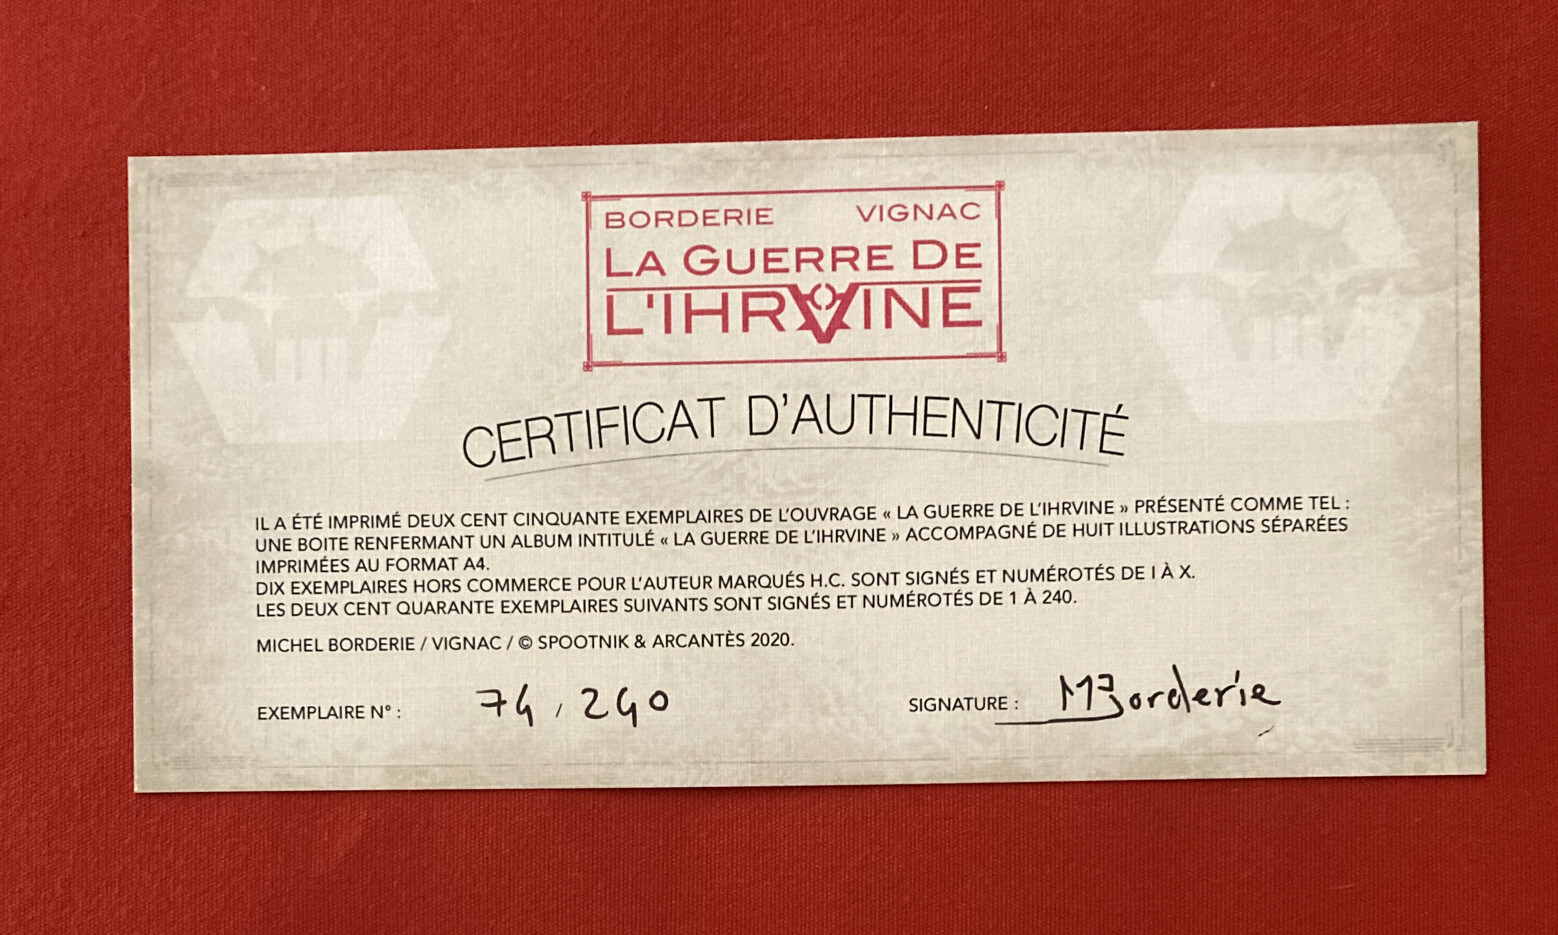 BORDERIE VIGNAC
LA GUERRE DE
L'IHRVINE
CERTIFICAT D'AUTHENTICITÉ
IL A ÉTÉ IMPRIMÉ DEUX CENT CINQUANTE EXEMPLAIRES DE L'OUVRAGE « LA GUERRE DE L'IHRVINE » PRÉSENTÉ COMME TEL :
UNE BOITE RENFERMANT UN ALBUM INTITULÉ « LA GUERRE DE L'IHRVINE » ACCOMPAGNÉ DE HUIT ILLUSTRATIONS SÉPARÉES
IMPRIMÉES AU FORMAT A4.
DIX EXEMPLAIRES HORS COMMERCE POUR L'AUTEUR MARQUÉS H.C. SONT SIGNÉS ET NUMÉROTÉS DE I À X.
LES DEUX CENT QUARANTE EXEMPLAIRES SUIVANTS SONT SIGNÉS ET NUMÉROTÉS DE 1 À 240.
MICHEL BORDERIE / VIGNAC / © SPOOTNIK & ARCANTÈS 2020.
EXEMPLAIRE N° : 74 / 240 SIGNATURE : MBorderie